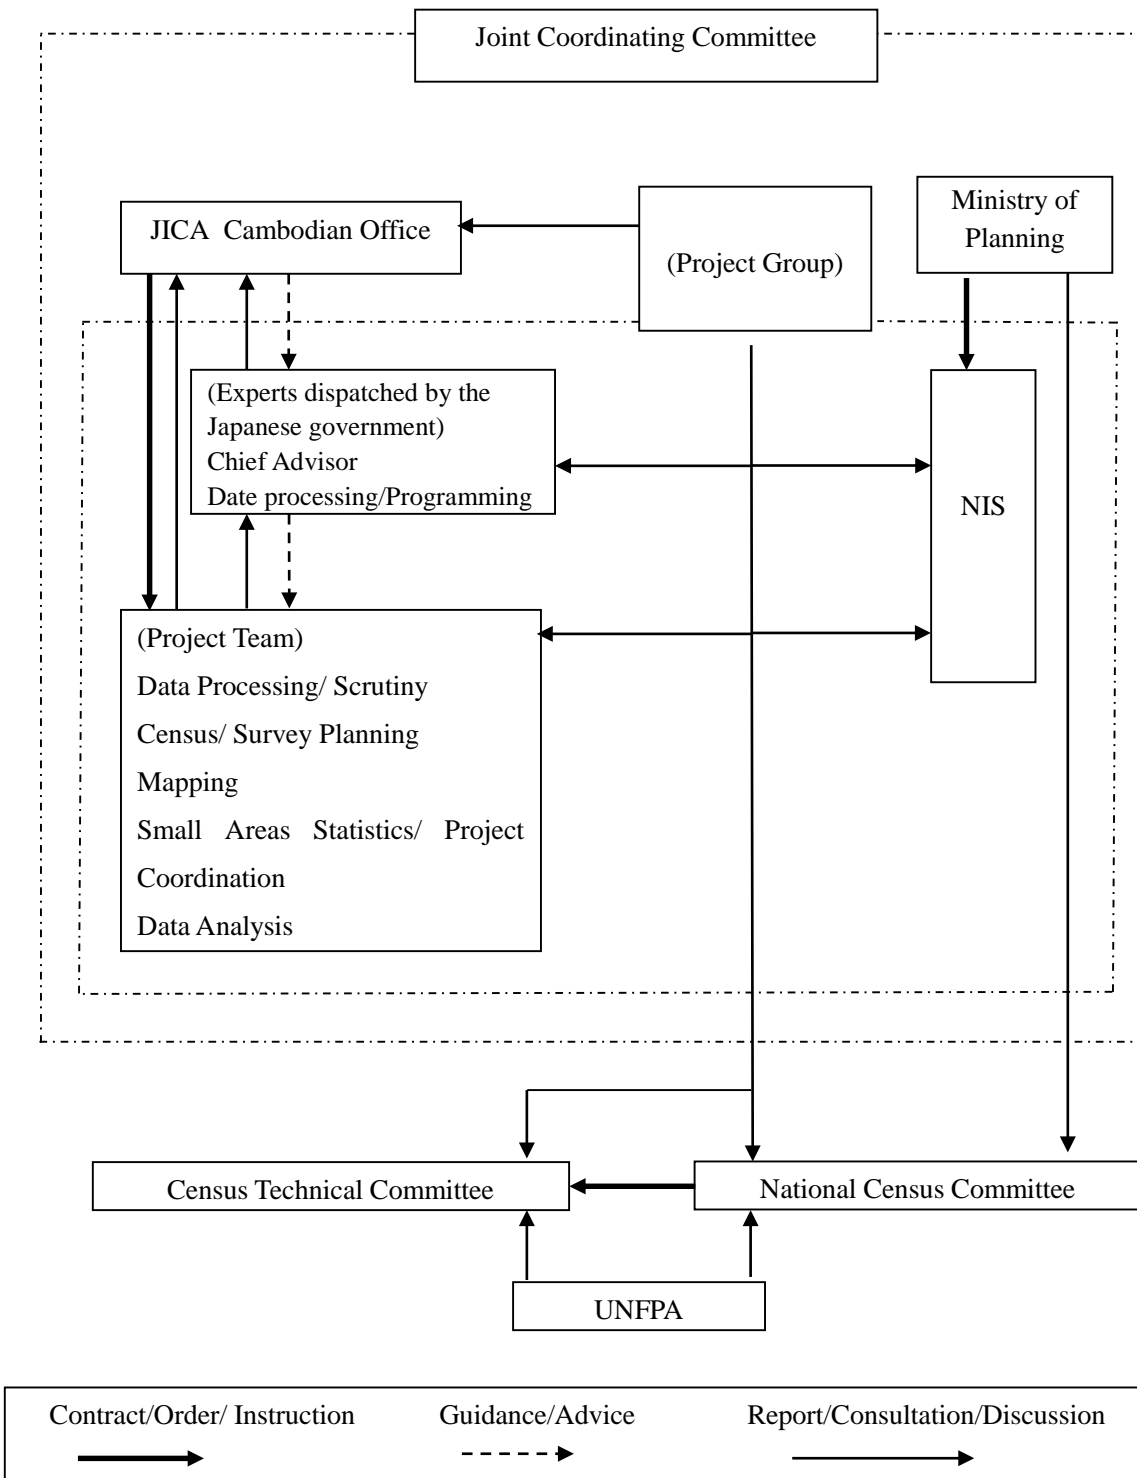 Joint Coordinating Committee
JICA Cambodian Office
(Project Group)
Ministry of
Planning
(Experts dispatched by the
Japanese government)
Chief Advisor
Date processing/Programming
NIS
(Project Team)
Data Processing/ Scrutiny
Census/ Survey Planning
Mapping
Small Areas Statistics/ Project
Coordination
Data Analysis
Census Technical Committee
National Census Committee
UNFPA
Contract/Order/ Instruction
Guidance/Advice
Report/Consultation/Discussion